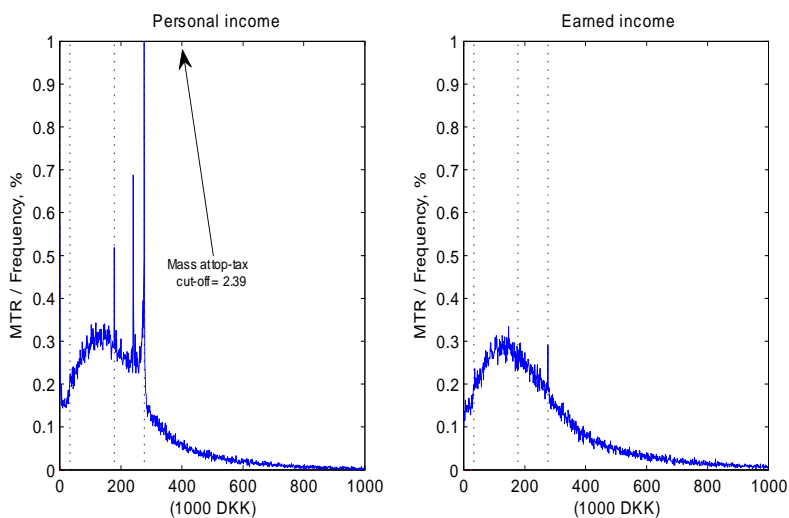 Personal income
Earned income
MTR / Frequency, %
1
0.9
0.8
0.7
0.6
0.5
0.4
0.3
0.2
0.1
0
Mass at top-tax
cut-off = 2.39
0 200 400 600 800 1000
(1000 DKK)
MTR / Frequency, %
1
0.9
0.8
0.7
0.6
0.5
0.4
0.3
0.2
0.1
0
0 200 400 600 800 1000
(1000 DKK)